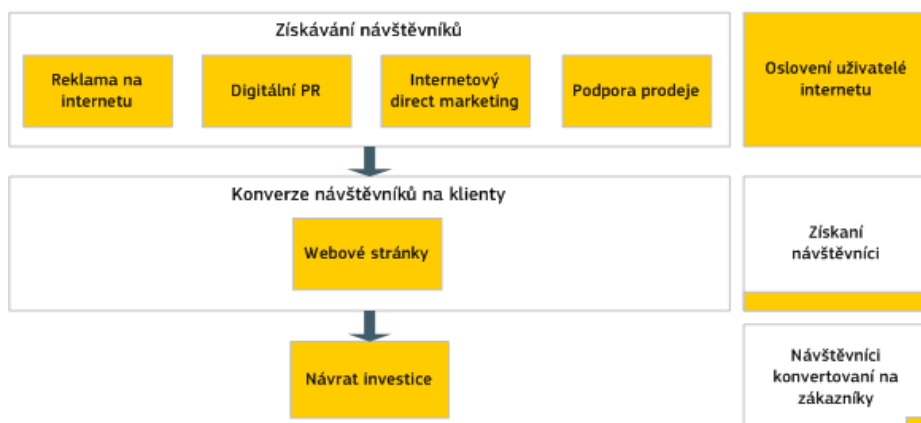 Získávání návštěvníků
Reklama na
internetu
Digitální PR
Internetový
direct marketing
Podpora prodeje
Oslovení uživatelé
internetu
Konverze návštěvníků na klienty
Webové stránky
Získaní
návštěvníci
Návrat investice
Návštěvníci
konvertovaní na
zákazníky